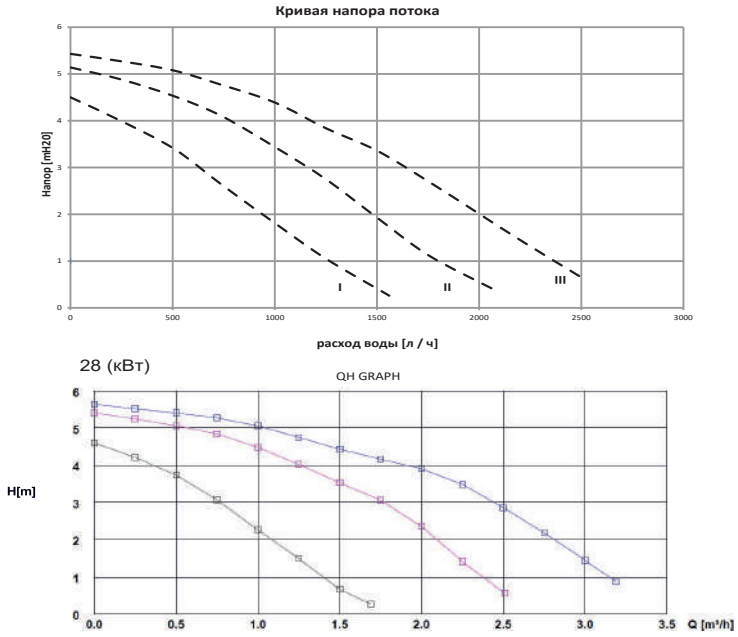 Кривая напора потока
6
5
4
3
2
1
0
Напор [mH20]
I
II
III
0 500 1000 1500 2000 2500 3000
расход воды [л / ч]
28 (кВт)
QH GRAPH
6
5
4
3
2
1
0
H[m]
0.0 0.5 1.0 1.5 2.0 2.5 3.0 3.5 Q [m³/h]